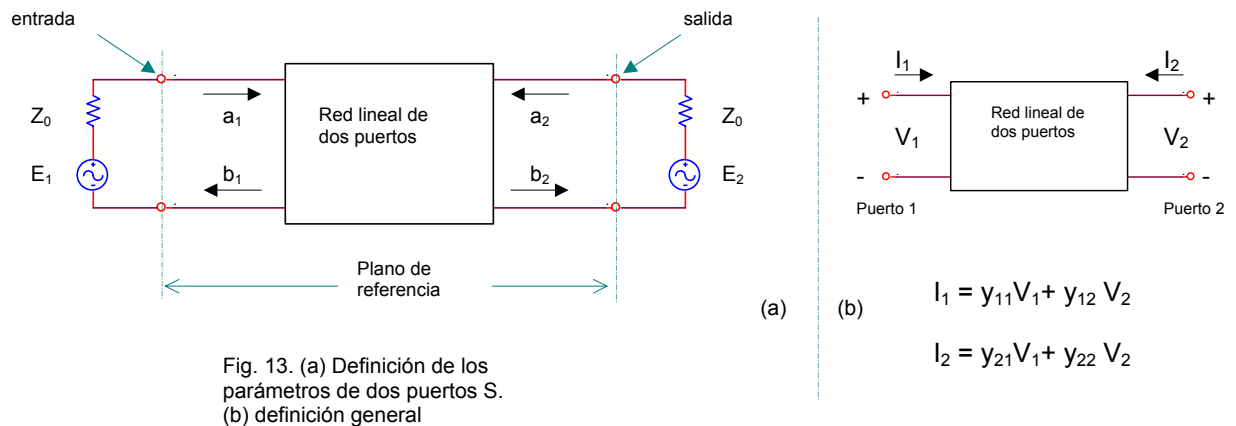 entrada
salida
Z0
E1
a1
b1
Red lineal de
dos puertos
a2
b2
Z0
E2
Plano de
referencia
(a)
Fig. 13. (a) Definición de los
parámetros de dos puertos S.
(b) definición general
(b)
I1
I2
+
V1
-
Red lineal de
dos puertos
+
V2
-
Puerto 1
Puerto 2
(b)
I1 = y11V1+ y12 V2
I2 = y21V1+ y22 V2